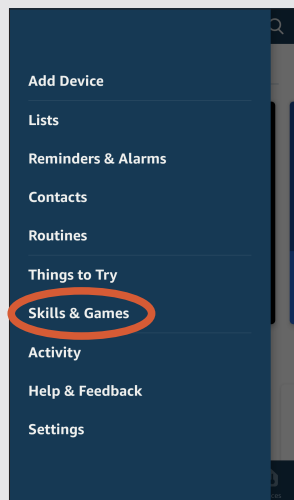 Add Device
Lists
Reminders & Alarms
Contacts
Routines
Things to Try
Skills & Games
Activity
Help & Feedback
Settings